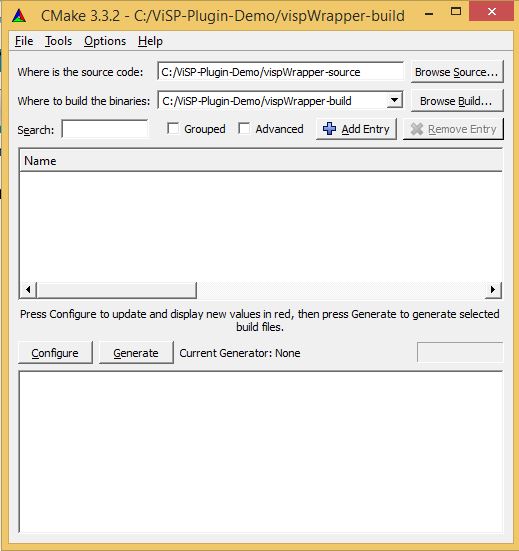 CMake 3.3.2 - C:/ViSP-Plugin-Demo/vispWrapper-build
File Tools Options Help
Where is the source code: C:/ViSP-Plugin-Demo/vispWrapper-source Browse Source...
Where to build the binaries: C:/ViSP-Plugin-Demo/vispWrapper-build Browse Build...
Search: Grouped Advanced Add Entry Remove Entry
Name
Press Configure to update and display new values in red, then press Generate to generate selected
build files.
Configure Generate Current Generator: None